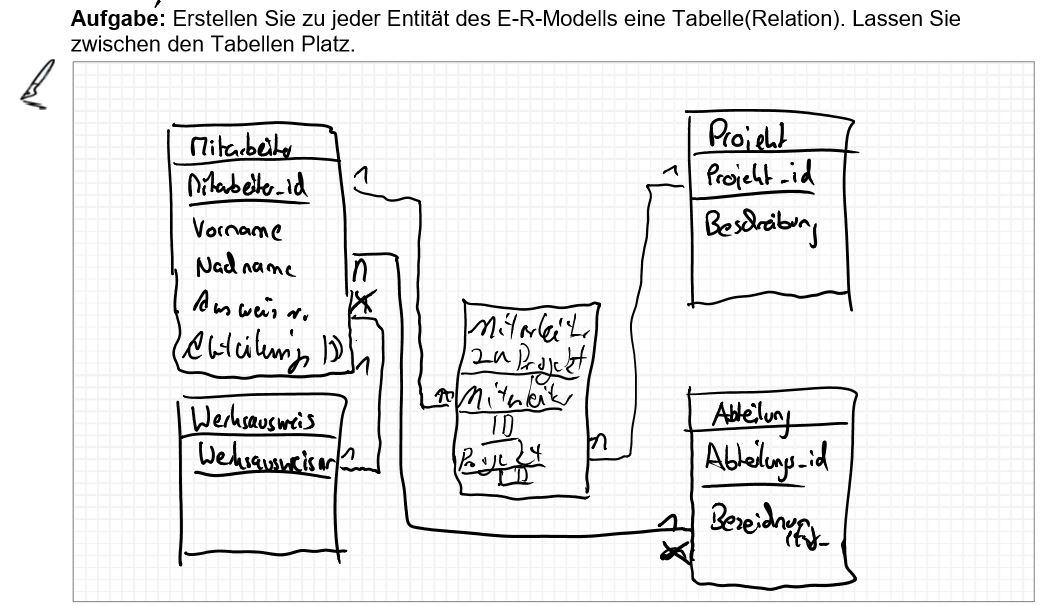 Aufgabe: Erstellen Sie zu jeder Entität des E-R-Modells eine Tabelle(Relation). Lassen Sie
zwischen den Tabellen Platz.
Mitarbeiter
Mitarbeiter_id
Vorname
Nachname
Ausweisnr.
Abteilung ID
1
n
1
Werksausweis
Werksausweisnr
1
Mitarbeiter
zu Projekt
Mitarbeiter
ID
Projekt
ID
n
n
Projekt
Projekt_id
Beschreibung
1
Abteilung
Abteilungs_id
Bezeichnung
1